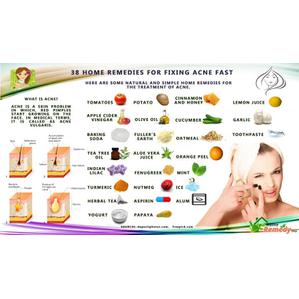 38 HOME REMEDIES FOR FIXING ACNE FAST
HERE ARE SOME NATURAL AND SIMPLE HOME REMEDIES FOR
THE TREATMENT OF ACNE.
WHAT IS ACNE?
ACNE IS A SKIN PROBLEM
IN WHICH, RED PIMPLES
START GROWING ON THE
FACE. IN MEDICAL TERMS,
IT IS CALLED AS ACNE
VULGARIS.
TOMATOES
POTATO
CINNAMON
AND HONEY
LEMON JUICE
APPLE CIDER
VINEGAR
OLIVE OIL
CUCUMBER
GARLIC
BAKING
SODA
FULLER'S
EARTH
OATMEAL
TOOTHPASTE
TEA TREE
OIL
ALOE VERA
JUICE
ORANGE PEEL
INDIAN
LILAC
FENUGREEK
MINT
TURMERIC
NUTMEG
ICE
HERBAL TEA
ASPIRIN
ALUM
YOGURT
PAPAYA
Remedy